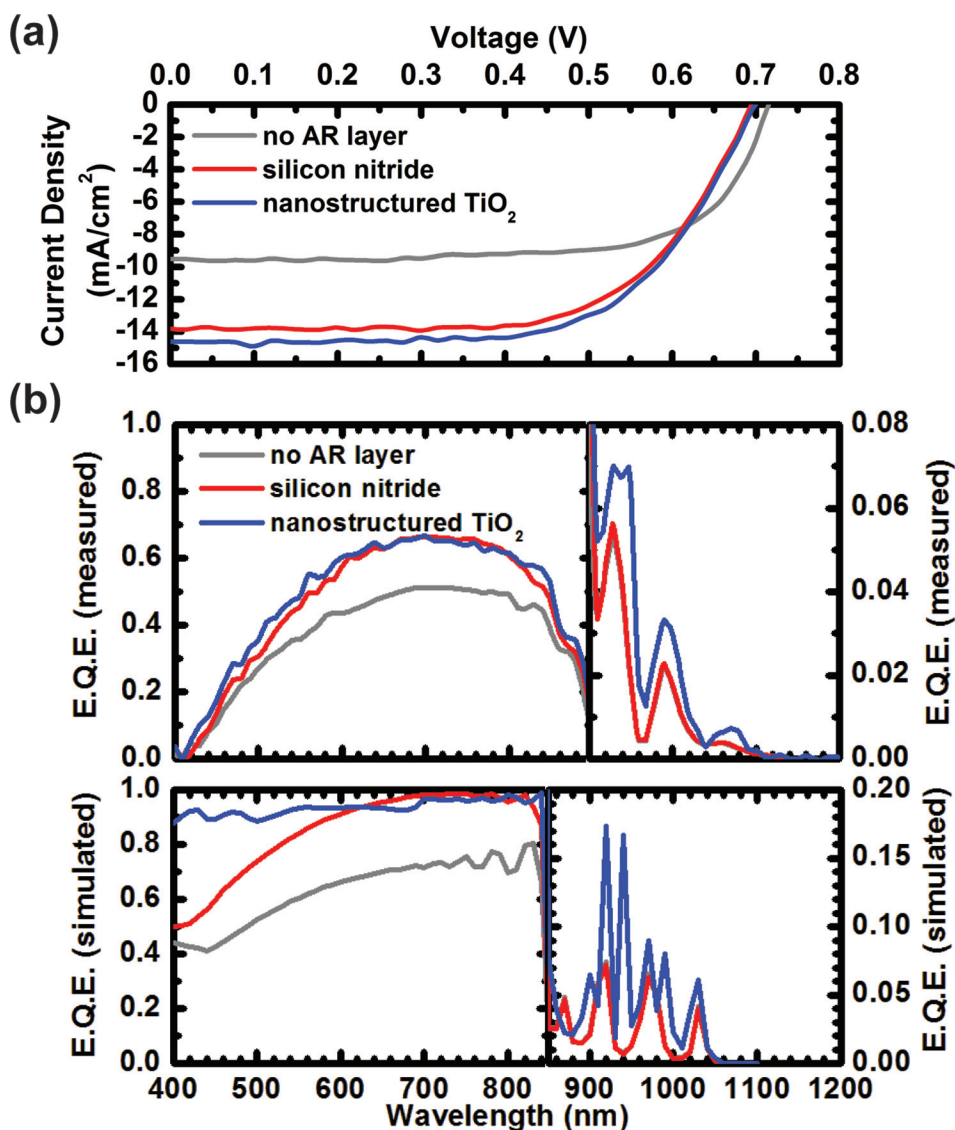 (a)
Voltage (V)
0.0 0.1 0.2 0.3 0.4 0.5 0.6 0.7 0.8
0
-2
-4
-6
-8
-10
-12
-14
-16
Current Density
(mA/cm²)
no AR layer
silicon nitride
nanostructured TiO₂
(b)
1.0
0.8
0.6
0.4
0.2
0.0
E.Q.E. (measured)
no AR layer
silicon nitride
nanostructured TiO₂
0.08
0.06
0.04
0.02
0.00
E.Q.E. (measured)
1.0
0.8
0.6
0.4
0.2
0.0
E.Q.E. (simulated)
0.20
0.15
0.10
0.05
0.00
E.Q.E. (simulated)
400 500 600 700 800 900 1000 1100 1200
Wavelength (nm)